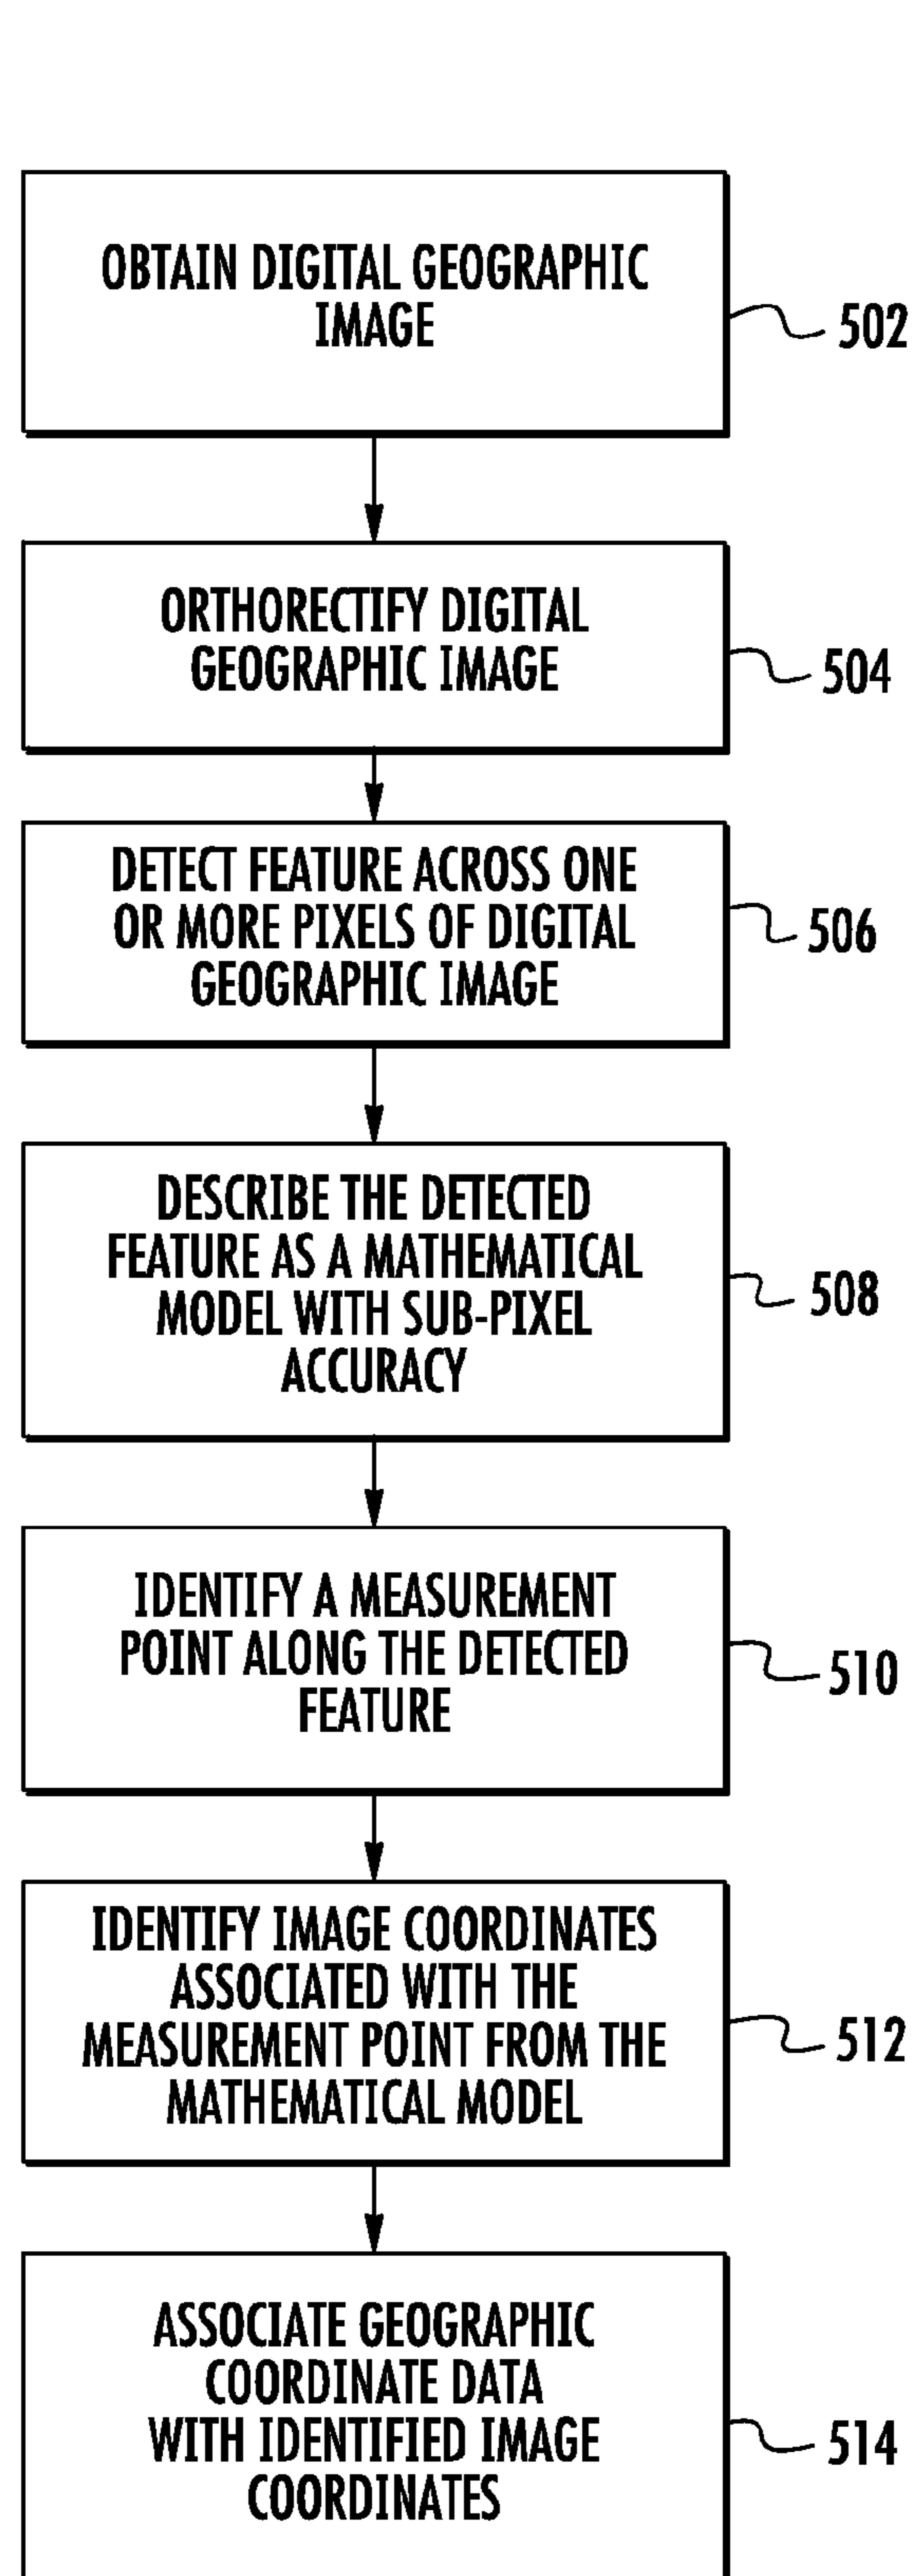 OBTAIN DIGITAL GEOGRAPHIC
IMAGE
502
ORTHORECTIFY DIGITAL
GEOGRAPHIC IMAGE
504
DETECT FEATURE ACROSS ONE
OR MORE PIXELS OF DIGITAL
GEOGRAPHIC IMAGE
506
DESCRIBE THE DETECTED
FEATURE AS A MATHEMATICAL
MODEL WITH SUB-PIXEL
ACCURACY
508
IDENTIFY A MEASUREMENT
POINT ALONG THE DETECTED
FEATURE
510
IDENTIFY IMAGE COORDINATES
ASSOCIATED WITH THE
MEASUREMENT POINT FROM THE
MATHEMATICAL MODEL
512
ASSOCIATE GEOGRAPHIC
COORDINATE DATA
WITH IDENTIFIED IMAGE
COORDINATES
514